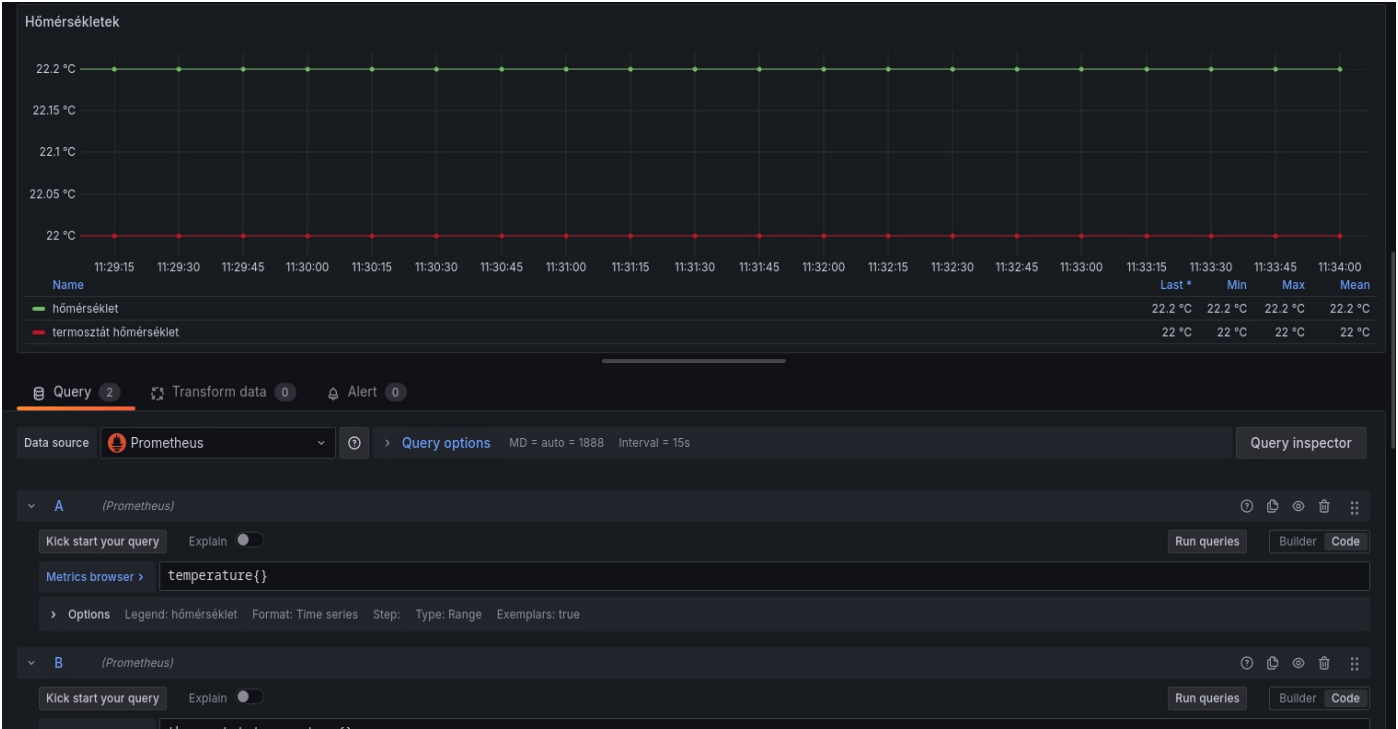 Hőmérsékletek
22.2 °C
22.15 °C
22.1 °C
22.05 °C
22 °C
11:29:15 11:29:30 11:29:45 11:30:00 11:30:15 11:30:30 11:30:45 11:31:00 11:31:15 11:31:30 11:31:45 11:32:00 11:32:15 11:32:30 11:32:45 11:33:00 11:33:15 11:33:30 11:33:45 11:34:00
Name Last * Min Max Mean
hőmérséklet 22.2 °C 22.2 °C 22.2 °C 22.2 °C
termosztát hőmérséklet 22 °C 22 °C 22 °C 22 °C
Query 2 Transform data 0 Alert 0
Data source Prometheus Query options MD = auto = 1888 Interval = 15s Query inspector
A (Prometheus)
Kick start your query Explain Run queries Builder Code
Metrics browser > temperature{}
Options Legend: hőmérséklet Format: Time series Step: Type: Range Exemplars: true
B (Prometheus)
Kick start your query Explain Run queries Builder Code